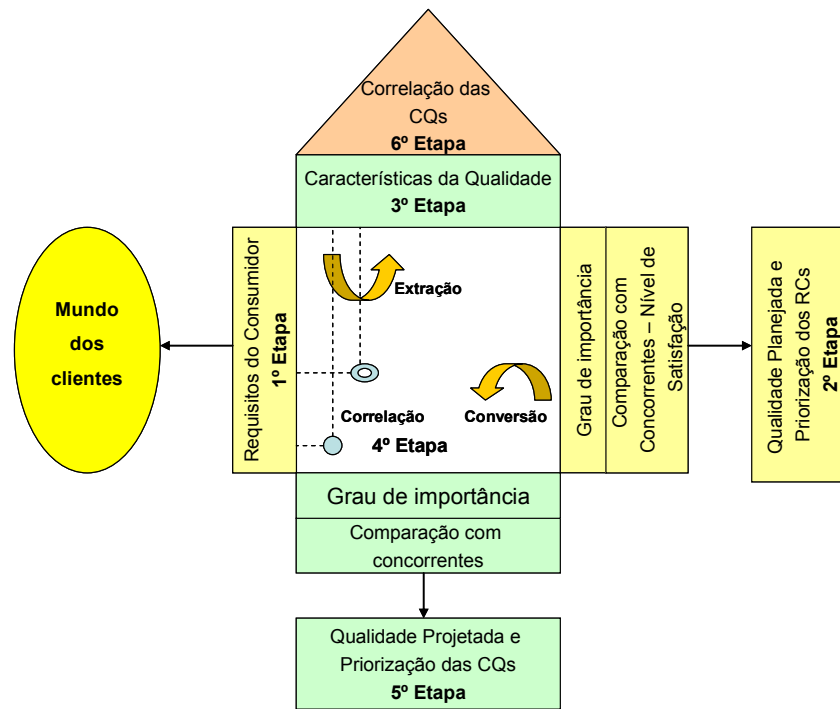 Correlação das
CQs
6º Etapa
Características da Qualidade
3º Etapa
Mundo
dos
clientes
Requisitos do Consumidor
1º Etapa
Extração
Correlação
4º Etapa
Conversão
Grau de importância
Comparação com
Concorrentes – Nível de
Satisfação
Qualidade Planejada e
Priorização dos RCs
2º Etapa
Grau de importância
Comparação com
concorrentes
Qualidade Projetada e
Priorização das CQs
5º Etapa